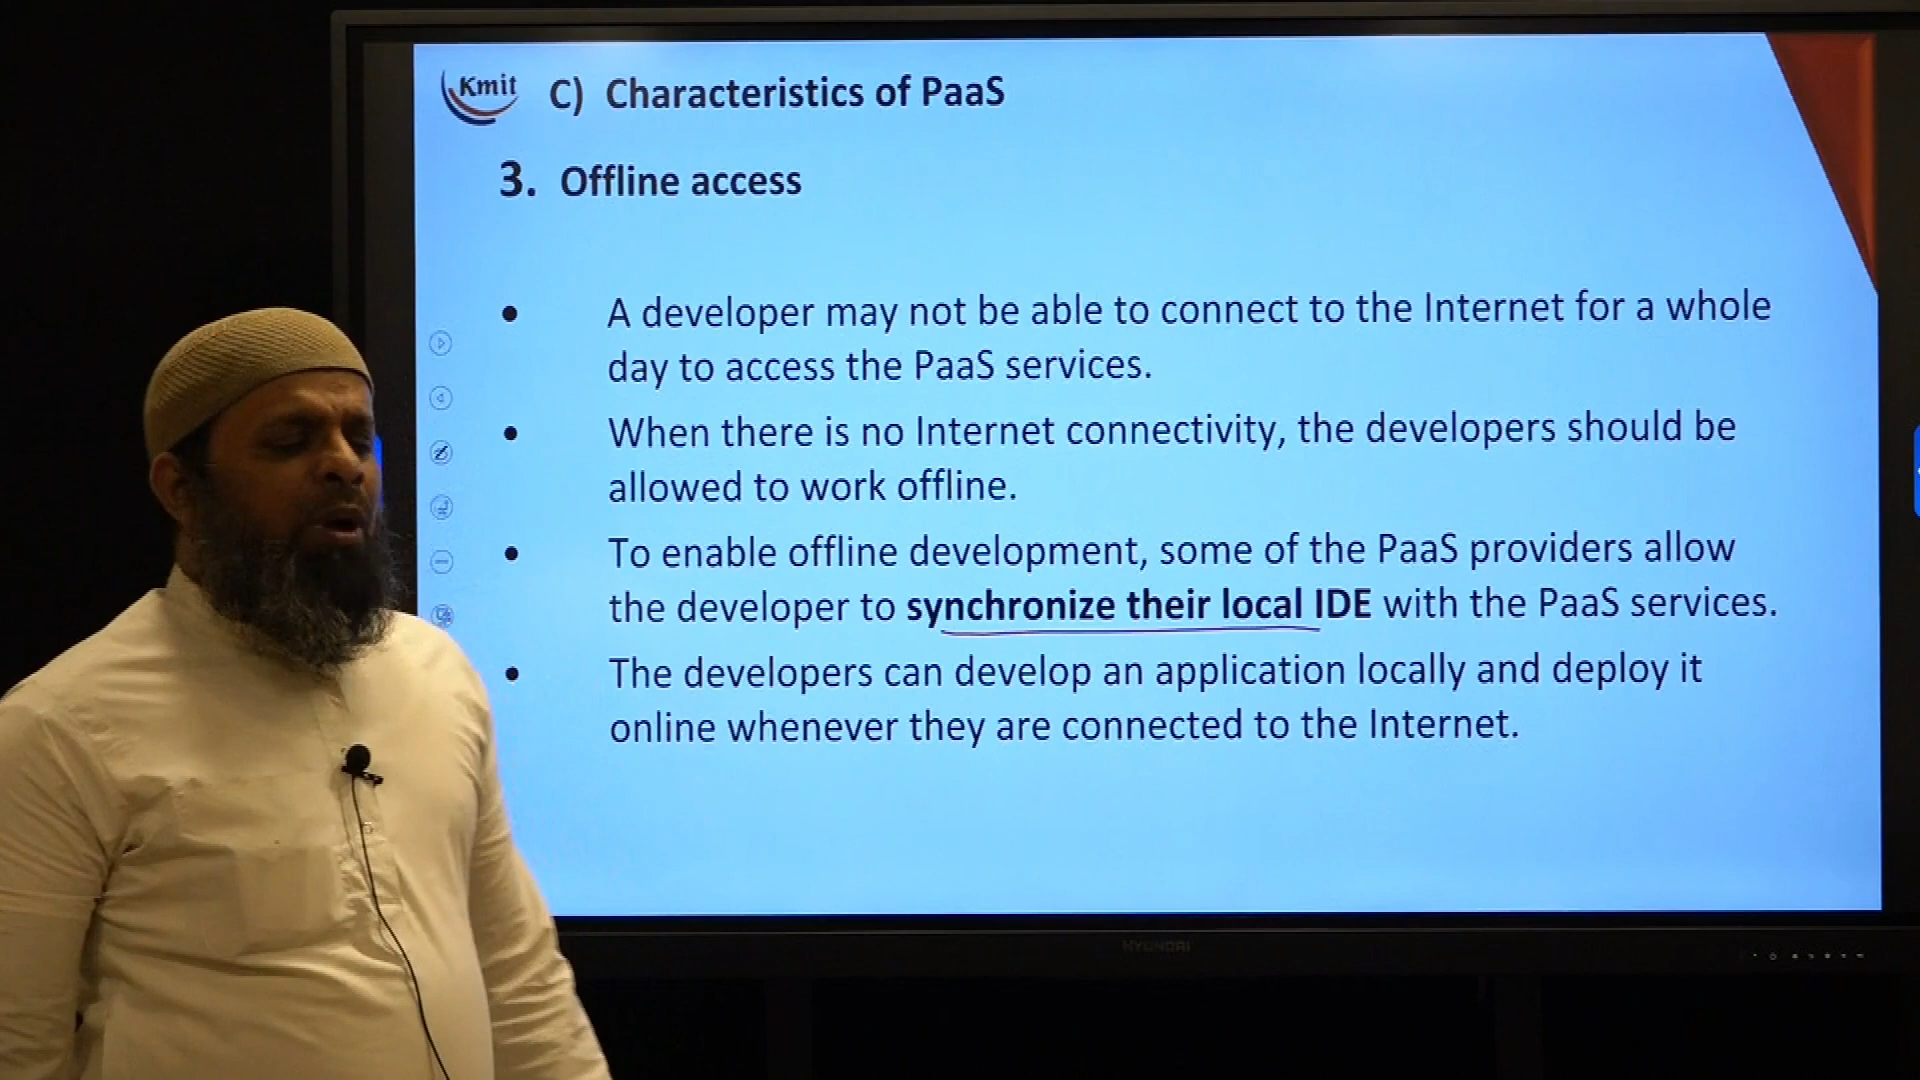 Kmit
C) Characteristics of PaaS
3. Offline access
• A developer may not be able to connect to the Internet for a whole
day to access the PaaS services.
• When there is no Internet connectivity, the developers should be
allowed to work offline.
• To enable offline development, some of the PaaS providers allow
the developer to synchronize their local IDE with the PaaS services.
• The developers can develop an application locally and deploy it
online whenever they are connected to the Internet.
HYUNDAI